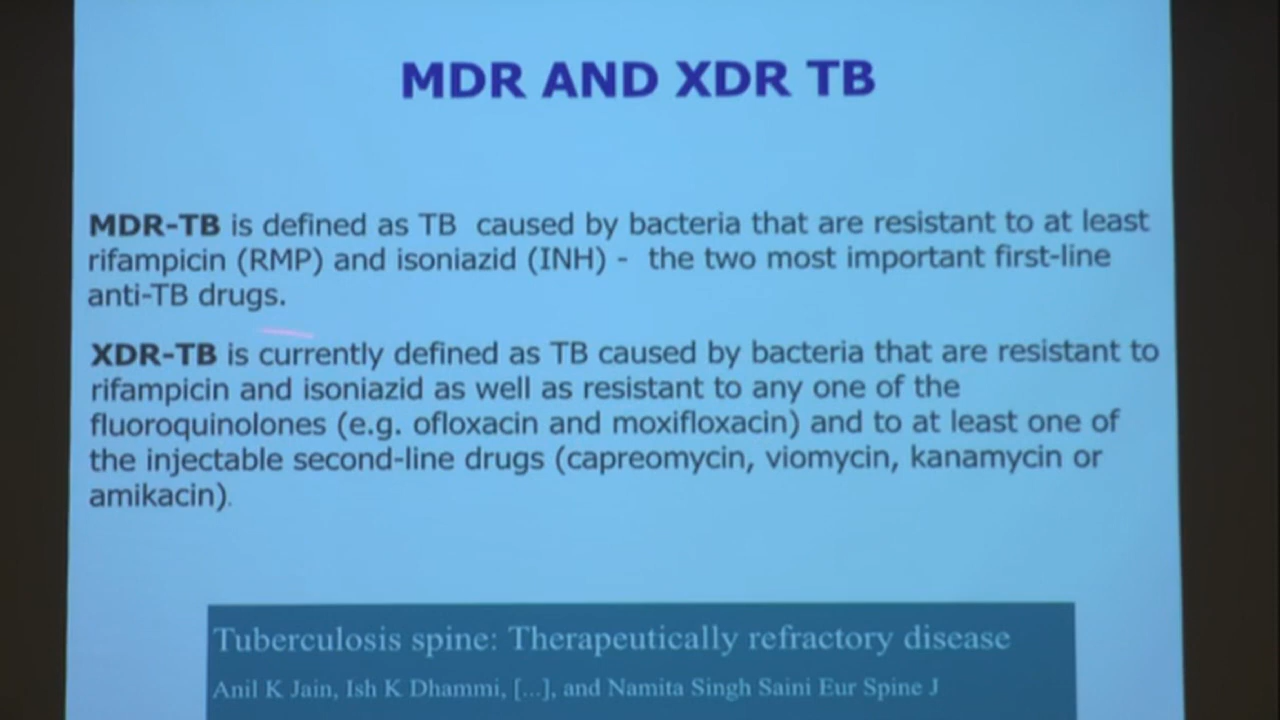 MDR AND XDR TB
MDR-TB is defined as TB caused by bacteria that are resistant to at least
rifampicin (RMP) and isoniazid (INH) - the two most important first-line
anti-TB drugs.
XDR-TB is currently defined as TB caused by bacteria that are resistant to
rifampicin and isoniazid as well as resistant to any one of the
fluoroquinolones (e.g. ofloxacin and moxifloxacin) and to at least one of
the injectable second-line drugs (capreomycin, viomycin, kanamycin or
amikacin).
Tuberculosis spine: Therapeutically refractory disease
Anil K Jain, Ish K Dhammi, [...], and Namita Singh Saini Eur Spine J